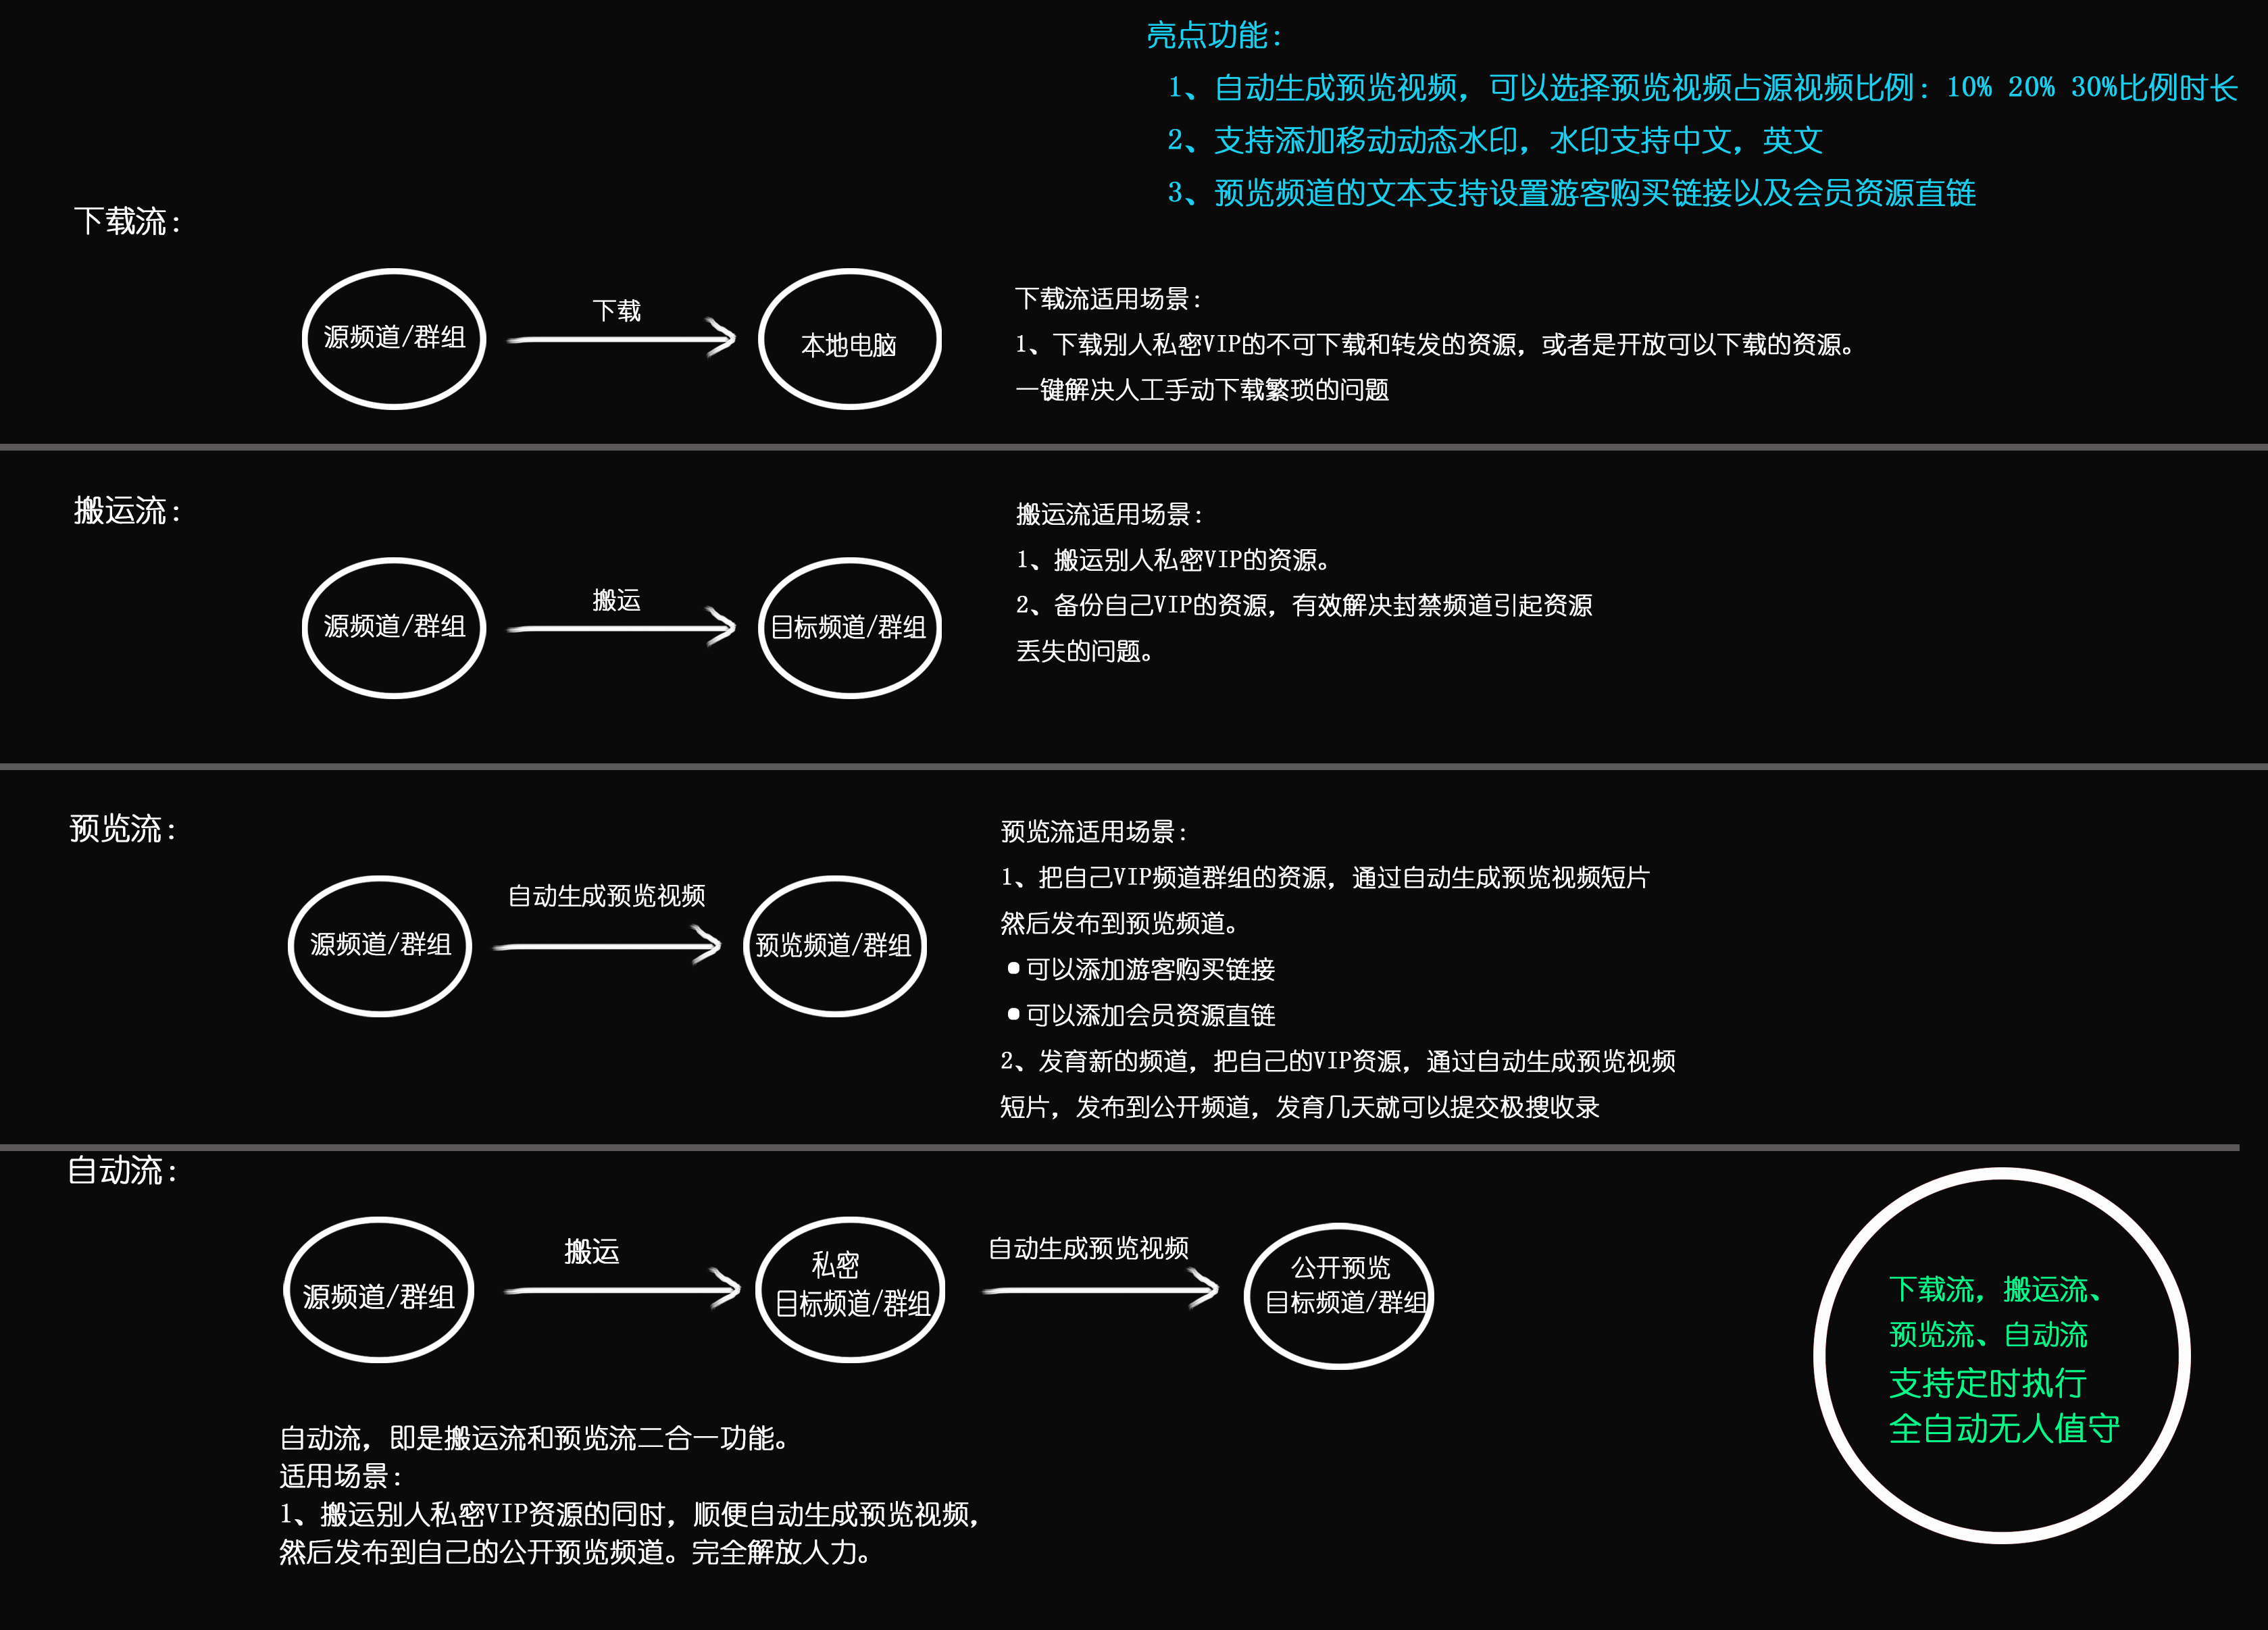 亮点功能：
1、自动生成预览视频，可以选择预览视频占源视频比例：10% 20% 30%比例时长
2、支持添加移动动态水印，水印支持中文，英文
3、预览频道的文本支持设置游客购买链接以及会员资源直链
下载流：
源频道/群组
下载
本地电脑
下载流适用场景：
1、下载别人私密VIP的不可下载和转发的资源，或者是开放可以下载的资源。
一键解决人工手动下载繁琐的问题
搬运流：
源频道/群组
搬运
目标频道/群组
搬运流适用场景：
1、搬运别人私密VIP的资源。
2、备份自己VIP的资源，有效解决封禁频道引起资源
丢失的问题。
预览流：
源频道/群组
自动生成预览视频
预览频道/群组
预览流适用场景：
1、把自己VIP频道群组的资源，通过自动生成预览视频短片
然后发布到预览频道。
•可以添加游客购买链接
•可以添加会员资源直链
2、发育新的频道，把自己的VIP资源，通过自动生成预览视频
短片，发布到公开频道，发育几天就可以提交极搜收录
自动流：
源频道/群组
搬运
私密
目标频道/群组
自动生成预览视频
公开预览
目标频道/群组
自动流，即是搬运流和预览流二合一功能。
适用场景：
1、搬运别人私密VIP资源的同时，顺便自动生成预览视频，
然后发布到自己的公开预览频道。完全解放人力。
下载流，搬运流、
预览流、自动流
支持定时执行
全自动无人值守